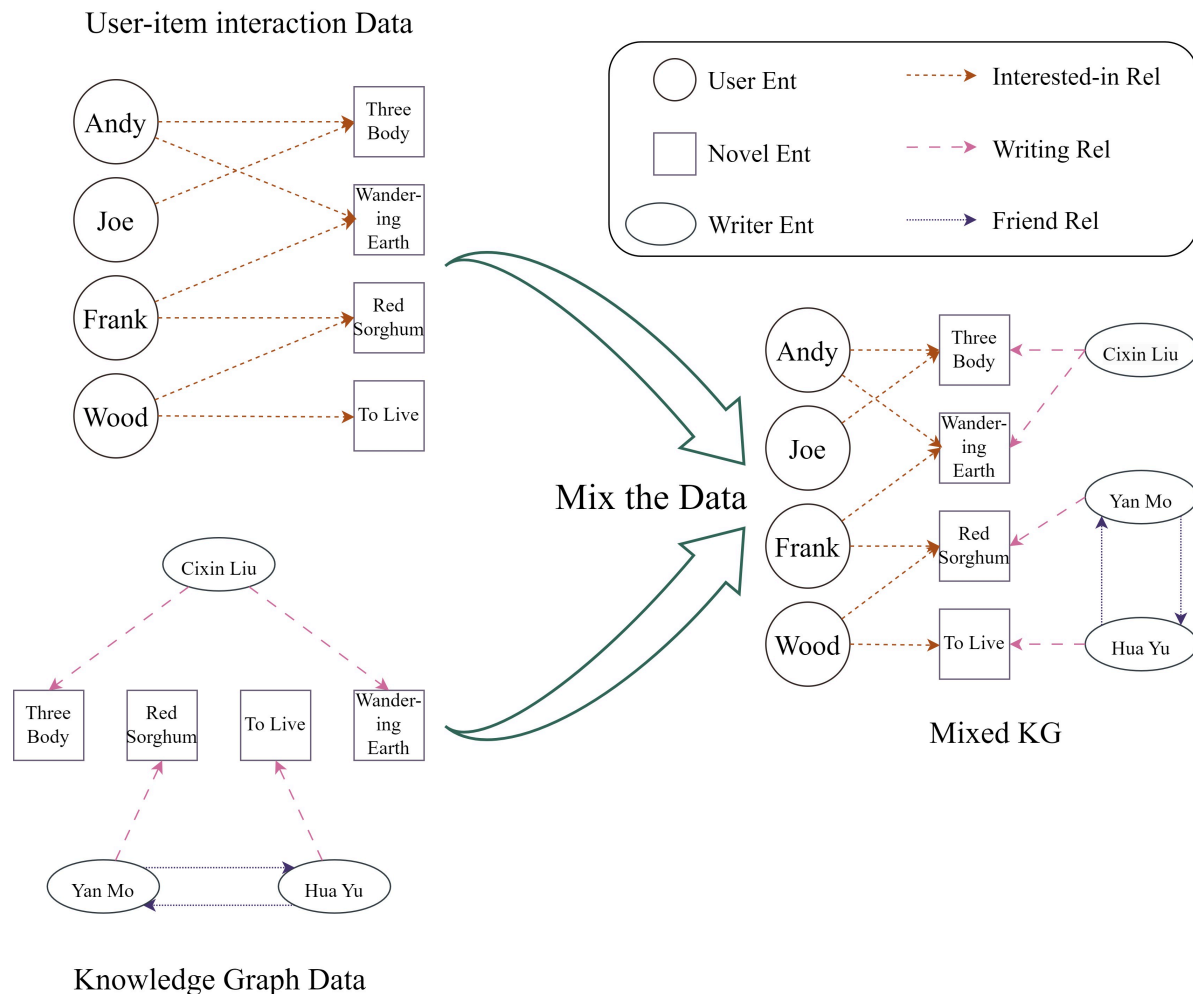 User-item interaction Data
Andy
Joe
Frank
Wood
Three
Body
Wander-
ing
Earth
Red
Sorghum
To Live
User Ent
Novel Ent
Writer Ent
Interested-in Rel
Writing Rel
Friend Rel
Mix the Data
Cixin Liu
Three
Body
Red
Sorghum
To Live
Wander-
ing
Earth
Yan Mo
Hua Yu
Knowledge Graph Data
Andy
Joe
Frank
Wood
Three
Body
Wander-
ing
Earth
Red
Sorghum
To Live
Cixin Liu
Yan Mo
Hua Yu
Mixed KG